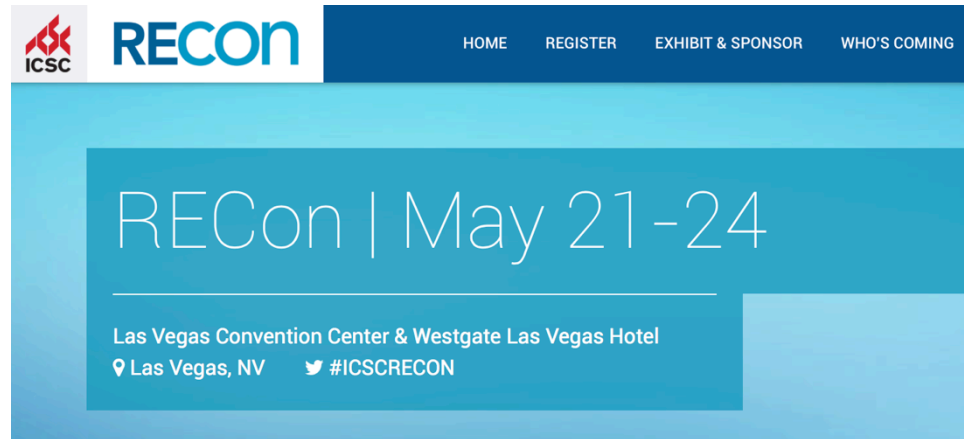 ICSC
RECON
HOME REGISTER EXHIBIT & SPONSOR WHO'S COMING
RECon | May 21-24
Las Vegas Convention Center & Westgate Las Vegas Hotel
Las Vegas, NV #ICSCRECON